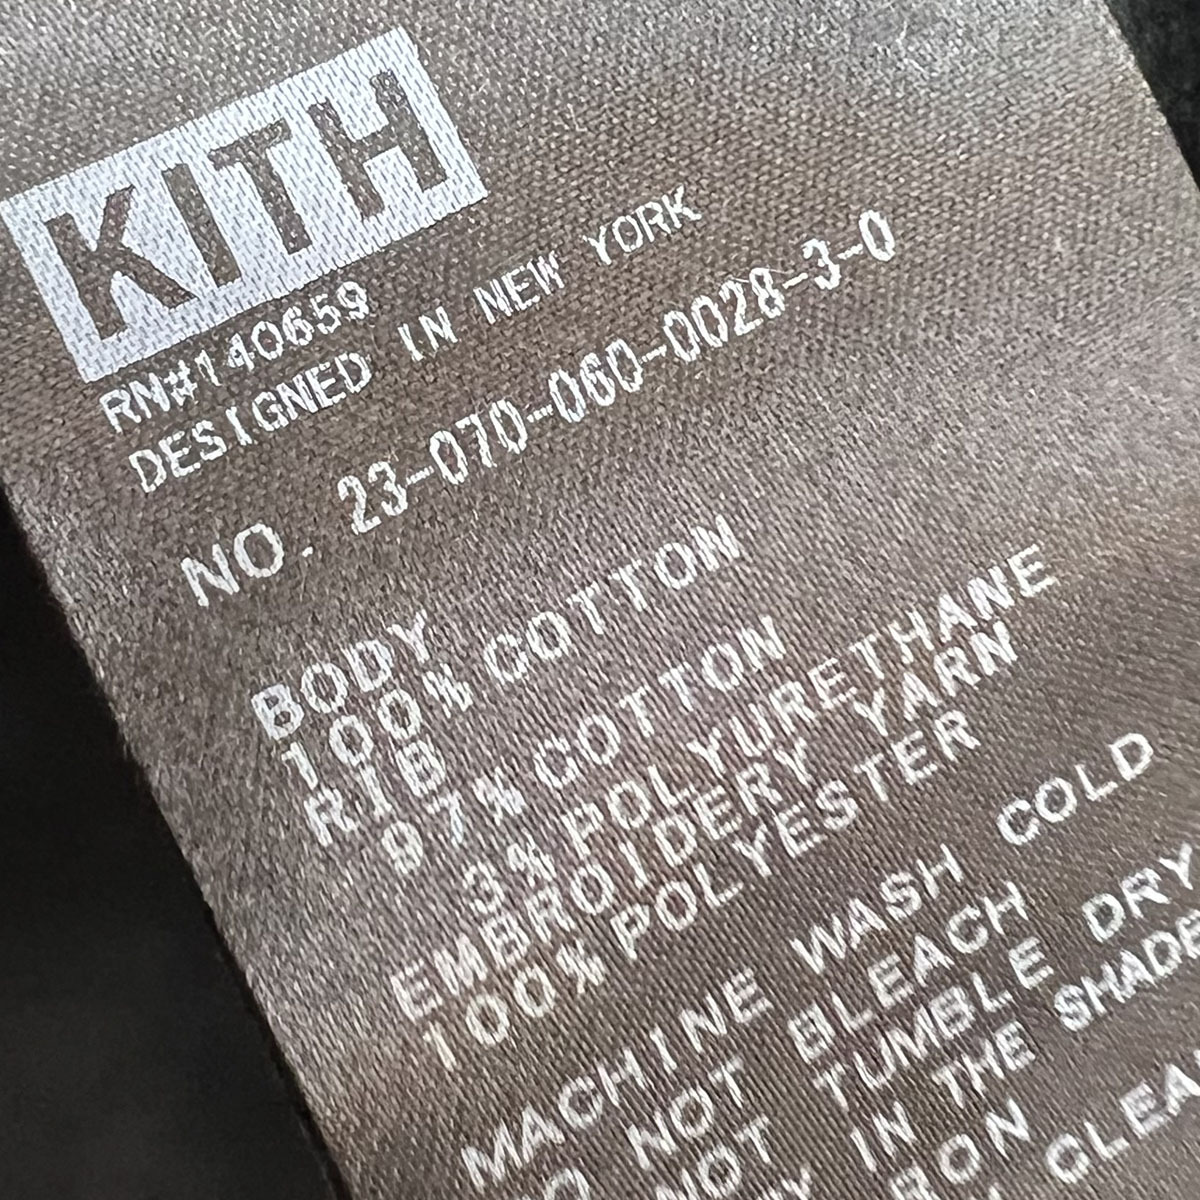 KITH
RN#140659
DESIGNED IN NEW YORK
NO. 23-070-060-0028-3-0
BODY
100% COTTON
RIB
97% COTTON
3% POLYURETHANE
EMBROIDERY YARN
100% POLYESTER
MACHINE WASH COLD
NOT BLEACH
NOT TUMBLE DRY
IN THE SHADE